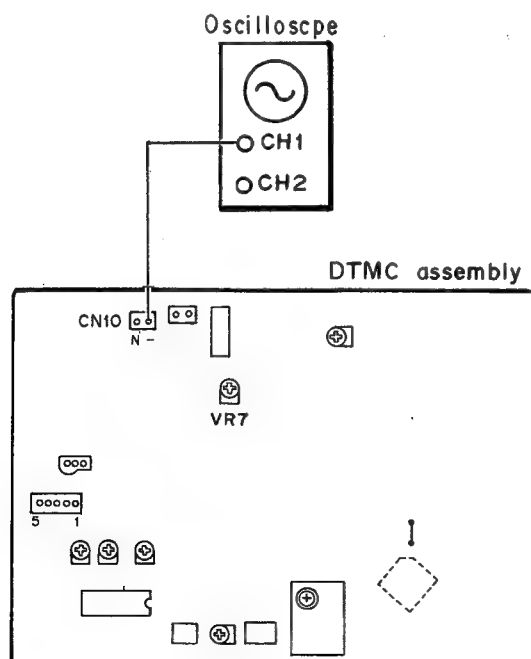 Oscilloscpe
CH1
CH2
DTMC assembly
CN10
N -
VR7
5 1